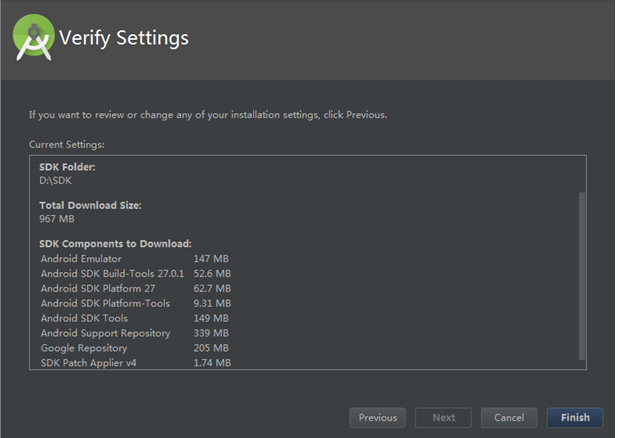 Verify Settings
If you want to review or change any of your installation settings, click Previous.
Current Settings:
SDK Folder:
D:\SDK
Total Download Size:
967 MB
SDK Components to Download:
Android Emulator 147 MB
Android SDK Build-Tools 27.0.1 52.6 MB
Android SDK Platform 27 62.7 MB
Android SDK Platform-Tools 9.31 MB
Android SDK Tools 149 MB
Android Support Repository 339 MB
Google Repository 205 MB
SDK Patch Applier v4 1.74 MB
Previous Next Cancel Finish